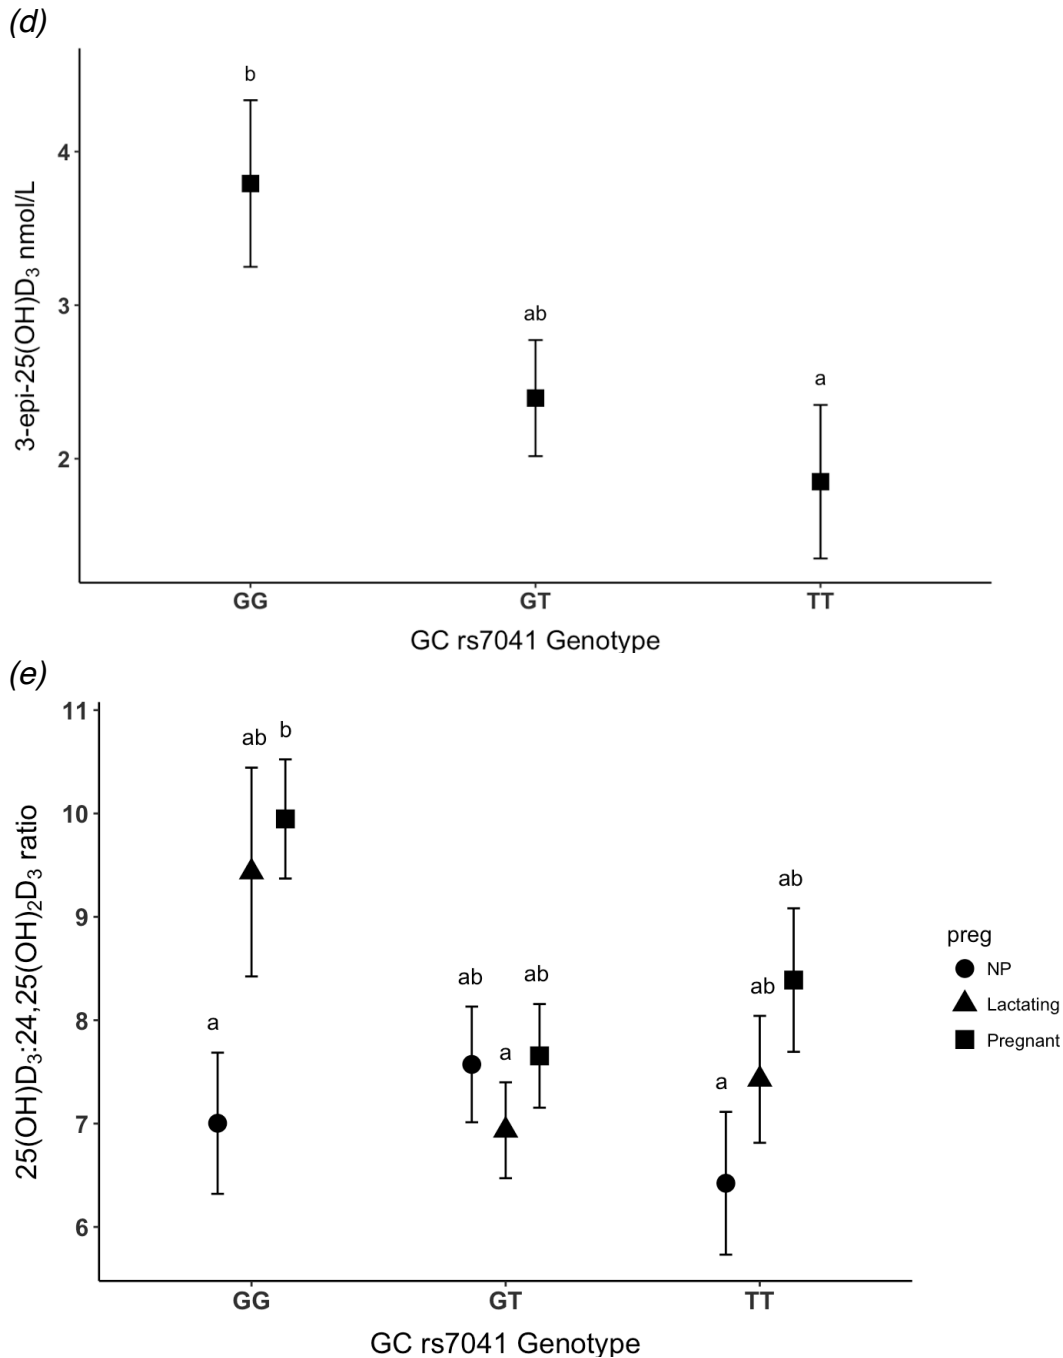 (d)
b
4
ab
3
a
2
3-epi-25(OH)D₃ nmol/L
GG GT TT
GC rs7041 Genotype
(e)
11
ab b
10
9
ab
ab ab ab
8
a a
7
a
6
25(OH)D₃:24,25(OH)₂D₃ ratio
preg
NP
Lactating
Pregnant
GG GT TT
GC rs7041 Genotype